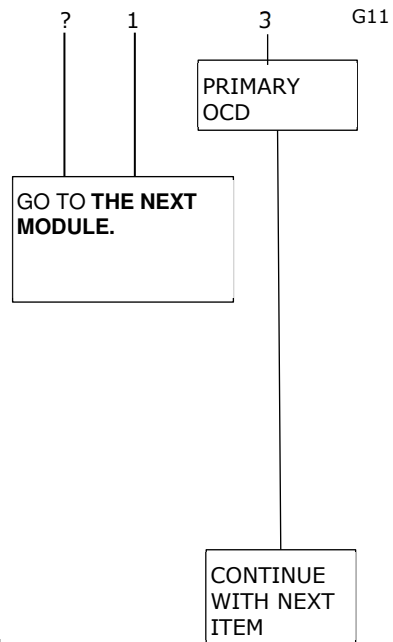 ? 1 3 G11
PRIMARY
OCD
GO TO THE NEXT
MODULE.
CONTINUE
WITH NEXT
ITEM